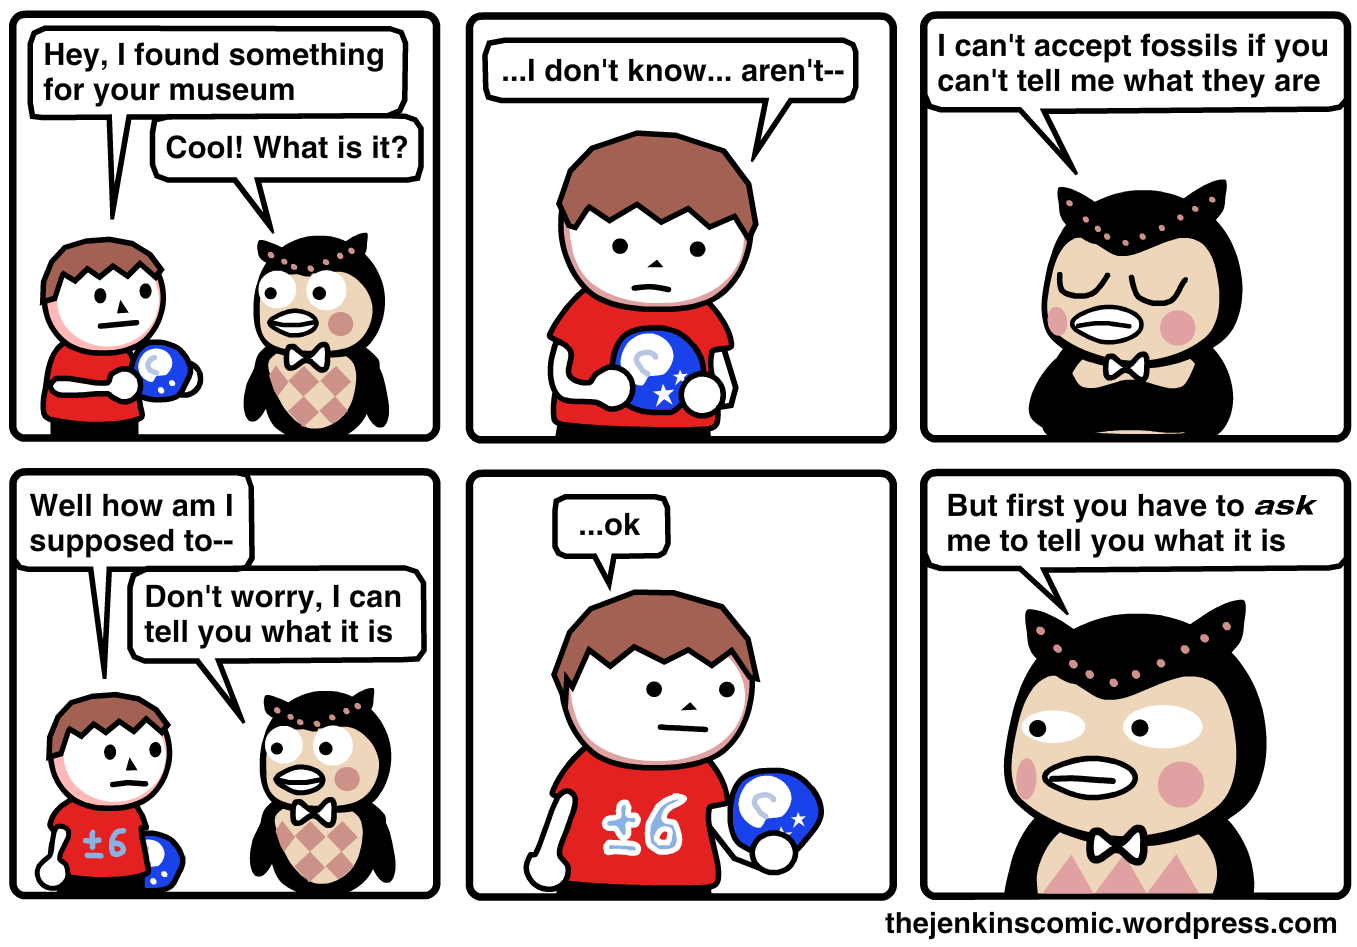 Hey, I found something
for your museum
Cool! What is it?
...I don't know... aren't--
I can't accept fossils if you
can't tell me what they are
Well how am I
supposed to--
Don't worry, I can
tell you what it is
±6
...ok
±6
But first you have to ask
me to tell you what it is
thejenkinscomic.wordpress.com